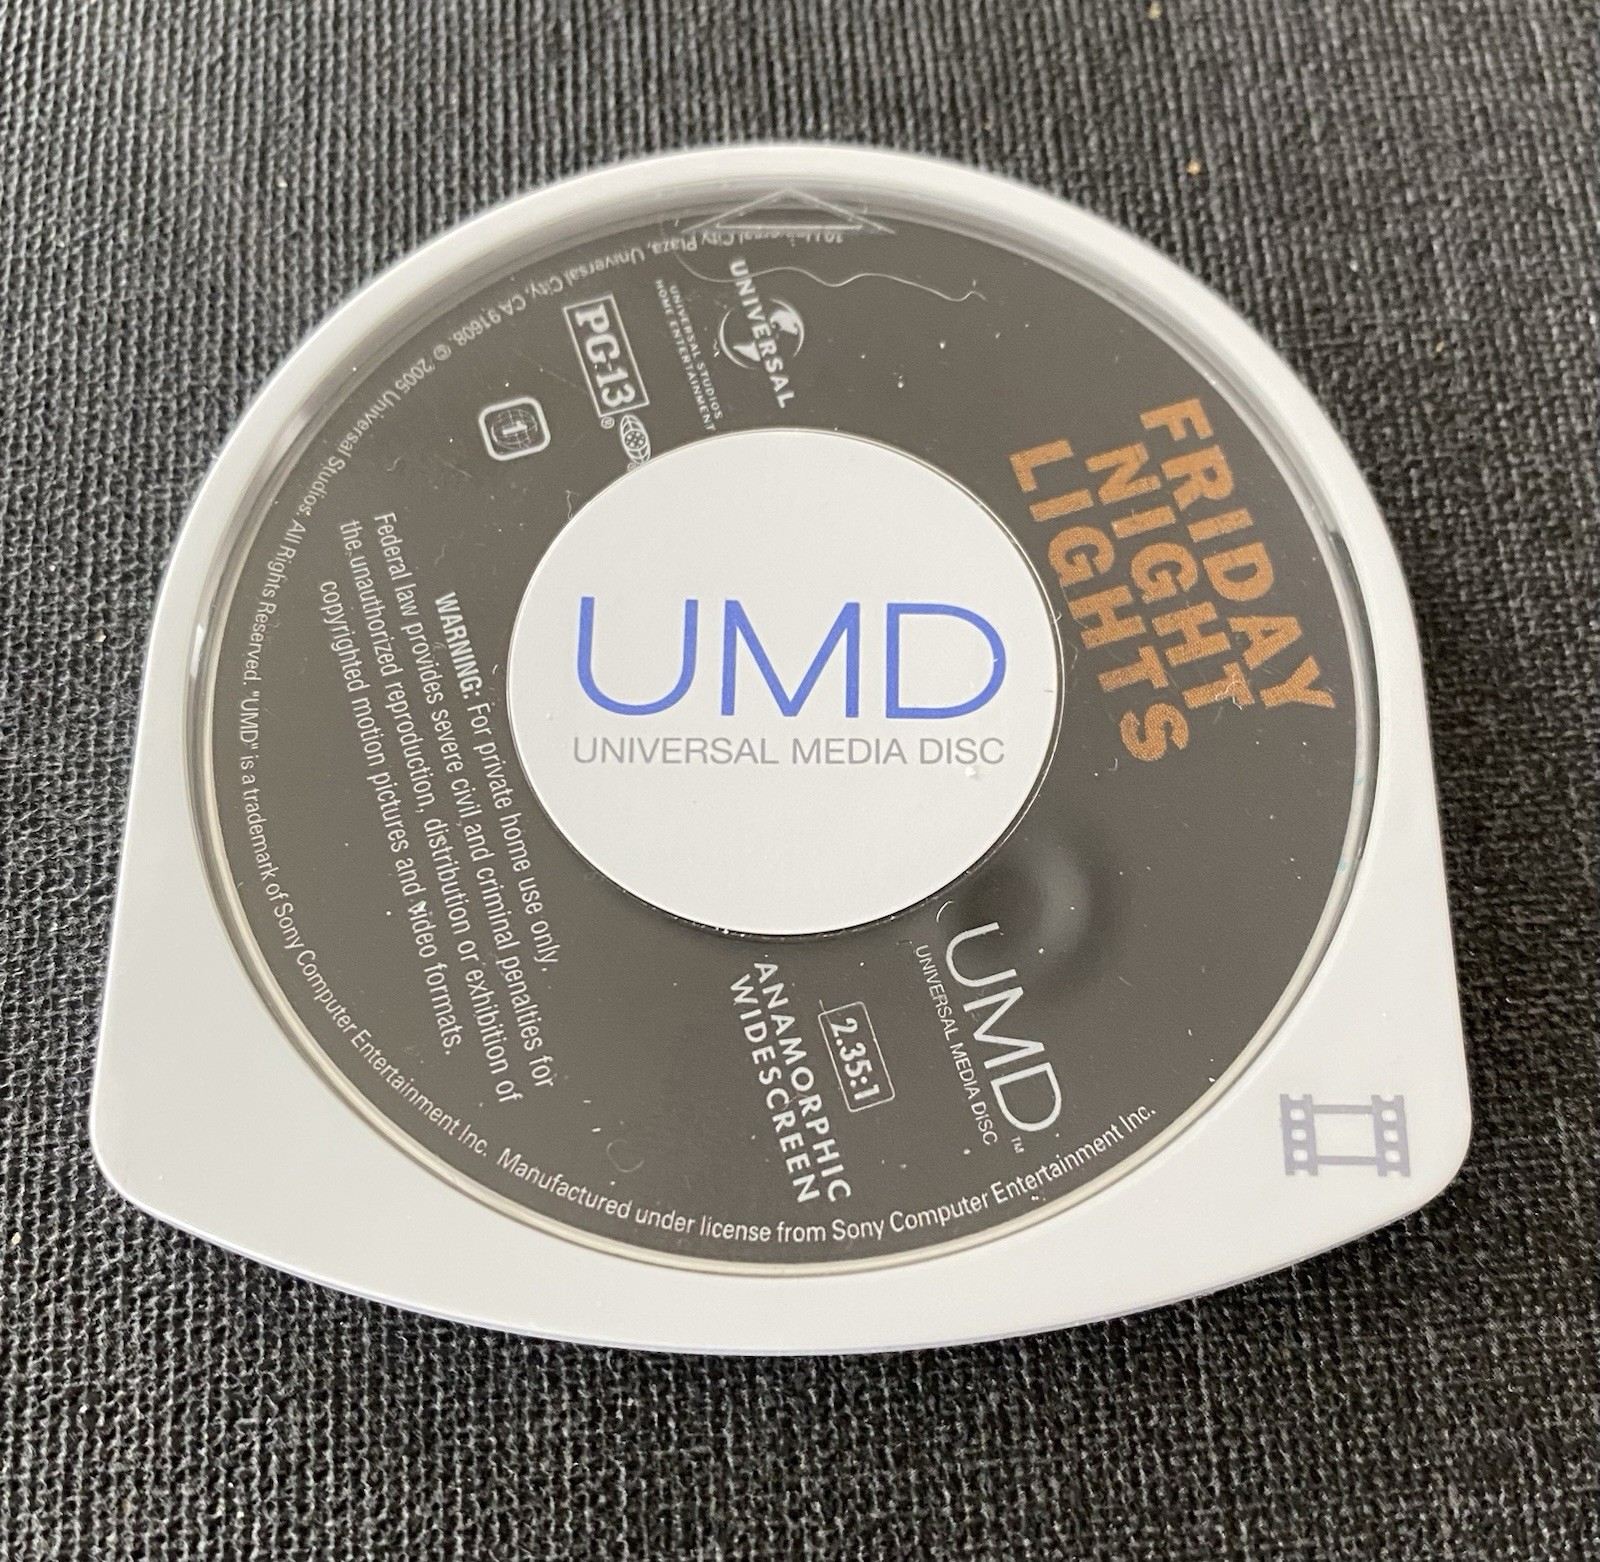 FRIDAY
NIGHT
LIGHTS
UNIVERSAL
UNIVERSAL STUDIOS
HOME ENTERTAINMENT
PG-13®
1
UMD
UNIVERSAL MEDIA DISC
WARNING: For private home use only.
Federal law provides severe civil and criminal penalties for
the unauthorized reproduction, distribution or exhibition of
copyrighted motion pictures and video formats.
2.35:1
ANAMORPHIC
WIDESCREEN
UMD™
UNIVERSAL MEDIA DISC
10 Universal City Plaza, Universal City, CA 91608. © 2005 Universal Studios. All Rights Reserved. "UMD" is a trademark of Sony Computer Entertainment Inc. Manufactured under license from Sony Computer Entertainment Inc.